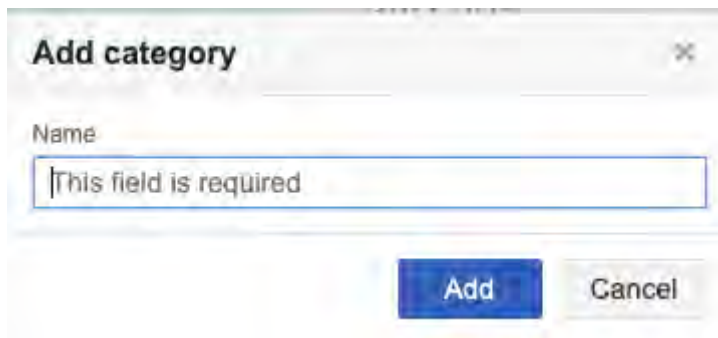 Add category
Name
This field is required
Add
Cancel